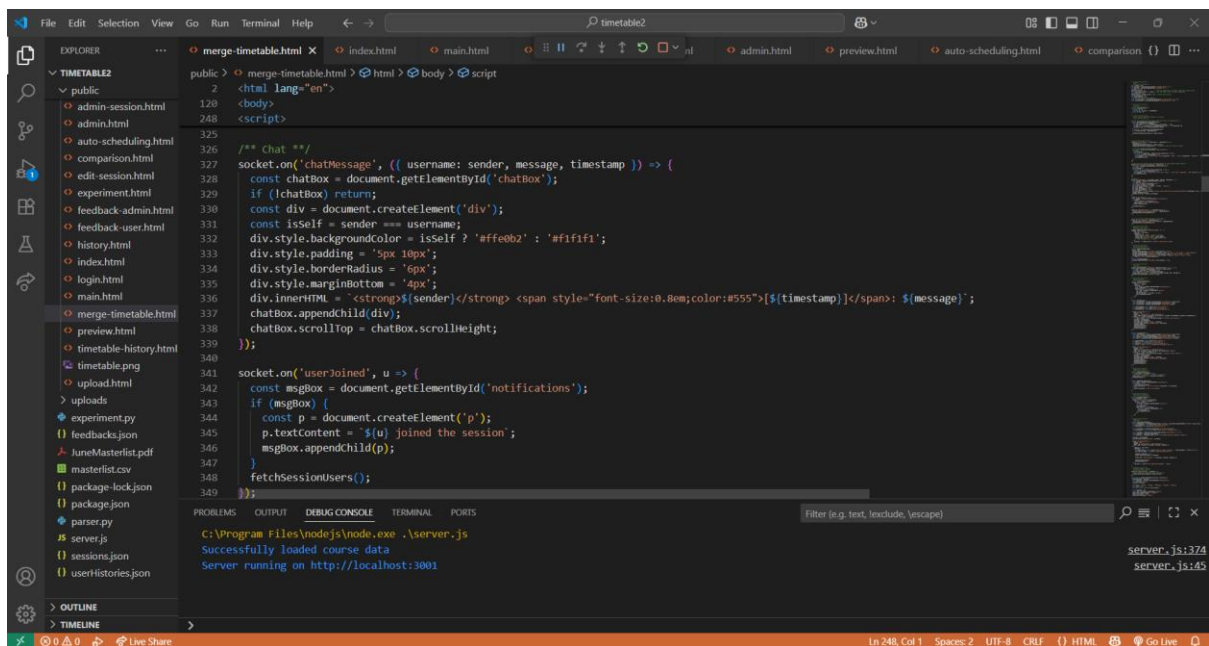 File Edit Selection View Go Run Terminal Help
timetable2
EXPLORER
TIMETABLE2
public
admin-session.html
admin.html
auto-scheduling.html
comparison.html
edit-session.html
experiment.html
feedback-admin.html
feedback-user.html
history.html
index.html
login.html
main.html
merge-timetable.html
preview.html
timetable-history.html
timetable.png
upload.html
uploads
experiment.py
feedbacks.json
JuneMasterlist.pdf
masterlist.csv
package-lock.json
package.json
parser.py
JS server.js
sessions.json
userHistories.json
OUTLINE
TIMELINE
merge-timetable.html index.html main.html admin.html preview.html auto-scheduling.html comparison
public > merge-timetable.html > html > body > script
2 <html lang="en">
120 <body>
248 <script>
325
326 /** Chat **/
327 socket.on('chatMessage', ({ username: sender, message, timestamp }) => {
328 const chatBox = document.getElementById('chatBox');
329 if (!chatBox) return;
330 const div = document.createElement('div');
331 const isSelf = sender === username;
332 div.style.backgroundColor = isSelf ? '#ffe0b2' : '#f1f1f1';
333 div.style.padding = '5px 10px';
334 div.style.borderRadius = '6px';
335 div.style.marginBottom = '4px';
336 div.innerHTML = `<strong>${sender}</strong> <span style="font-size:0.8em;color:#555">[${timestamp}]</span>: ${message}`;
337 chatBox.appendChild(div);
338 chatBox.scrollTop = chatBox.scrollHeight;
339 });
340
341 socket.on('userJoined', u => {
342 const msgBox = document.getElementById('notifications');
343 if (msgBox) {
344 const p = document.createElement('p');
345 p.textContent = `${u} joined the session`;
346 msgBox.appendChild(p);
347 }
348 fetchSessionUsers();
349 });
PROBLEMS OUTPUT DEBUG CONSOLE TERMINAL PORTS
Filter (e.g. text, !exclude, \escape)
C:\Program Files\nodejs\node.exe .\server.js
Successfully loaded course data server.js:374
Server running on http://localhost:3001 server.js:45
0 0 0 Live Share
Ln 248, Col 1 Spaces: 2 UTF-8 CRLF {} HTML Go Live